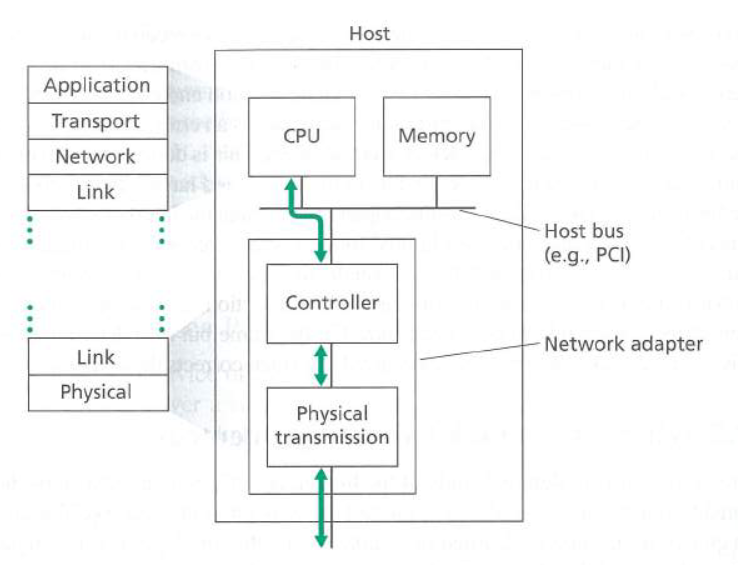 Host
Application
Transport
Network
Link
CPU
Memory
Host bus
(e.g., PCI)
Controller
Network adapter
Link
Physical
Physical
transmission